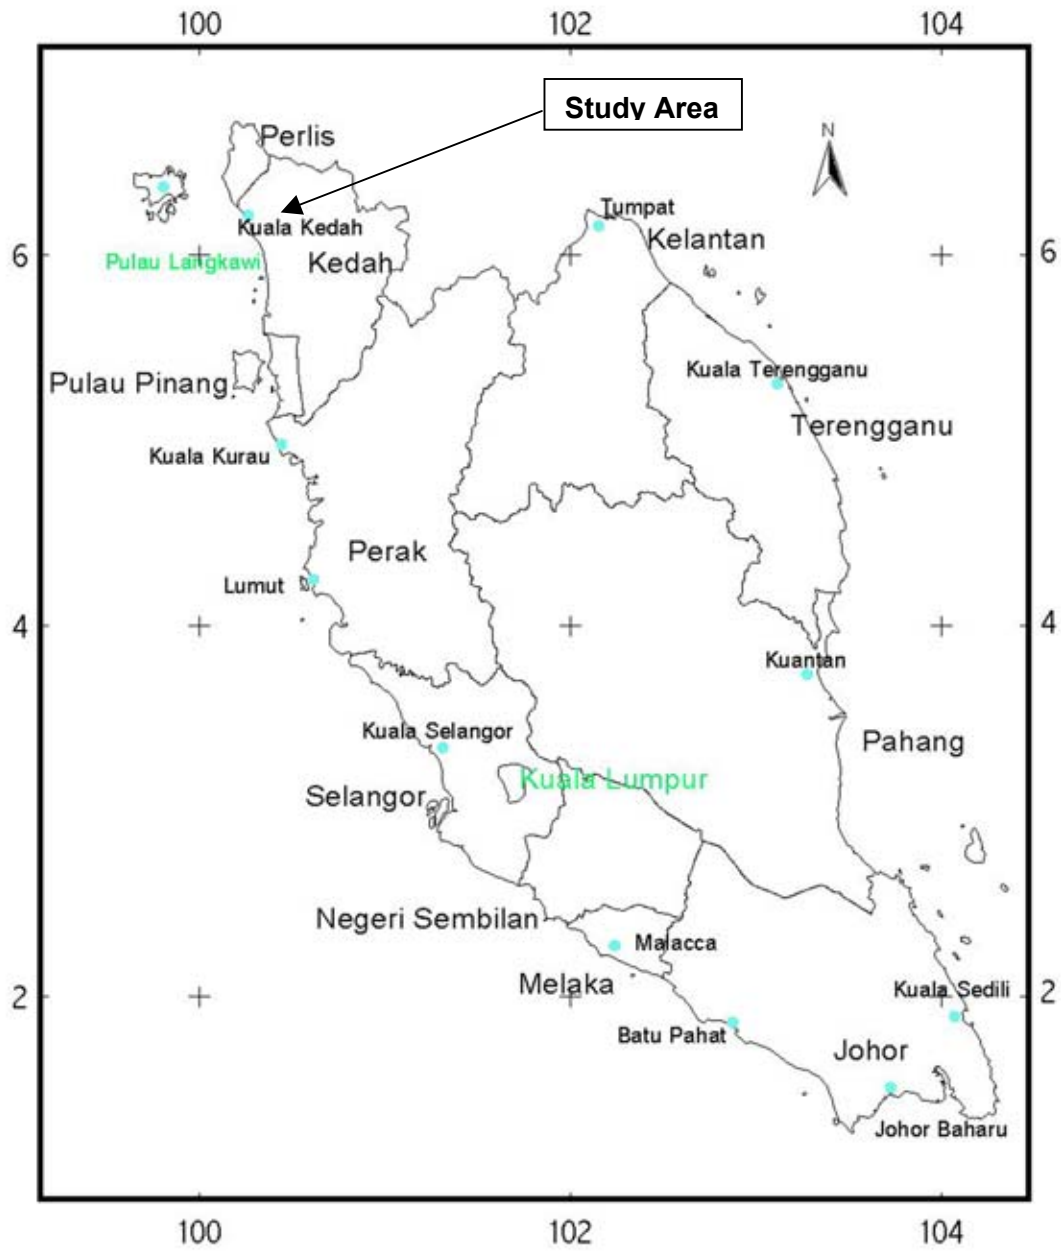 100 102 104
Study Area
N
Perlis
Tumpat
Kuala Kedah
Kelantan
6 Pulau Langkawi Kedah 6
Kuala Terengganu
Pulau Pinang
Terengganu
Kuala Kurau
Perak
Lumut
4 4
Kuantan
Kuala Selangor
Pahang
Kuala Lumpur
Selangor
Negeri Sembilan
Malacca
Melaka
Kuala Sedili
2 2
Batu Pahat
Johor
Johor Baharu
100 102 104